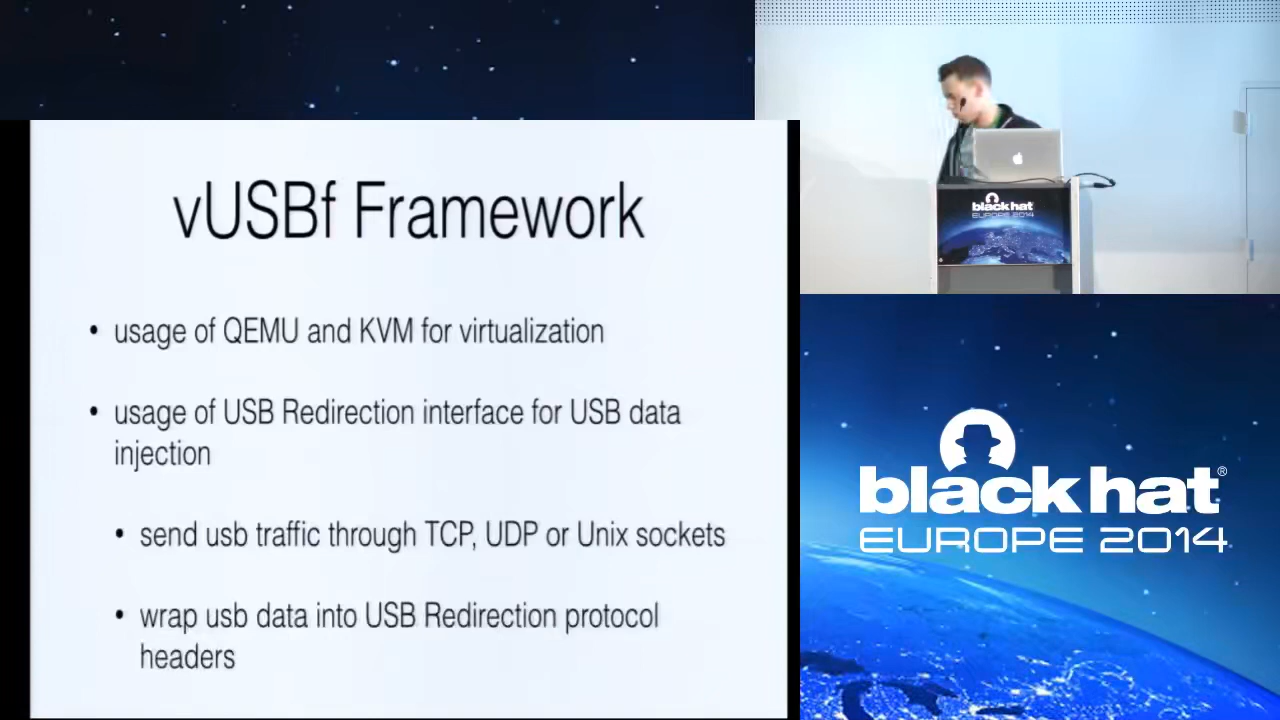 vUSBf Framework
• usage of QEMU and KVM for virtualization
• usage of USB Redirection interface for USB data
injection
• send usb traffic through TCP, UDP or Unix sockets
• wrap usb data into USB Redirection protocol
headers
black hat
EUROPE 2014
black hat®
EUROPE 2014